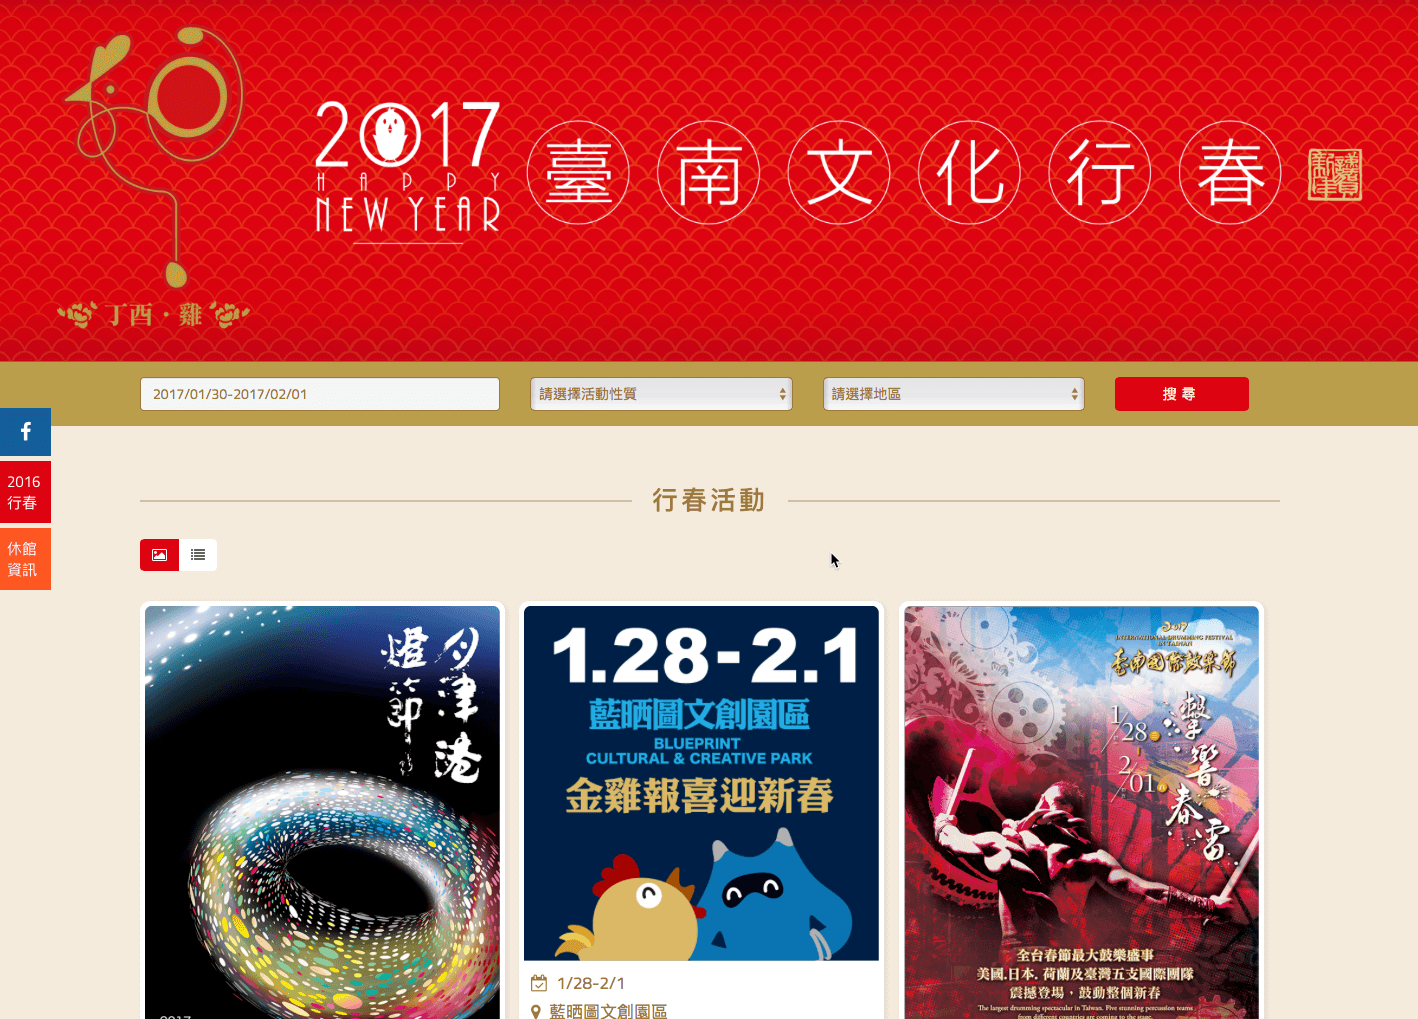 2017
HAPPY
NEW YEAR
臺南文化行春
丁酉・雞
2017/01/30-2017/02/01
請選擇活動性質
請選擇地區
搜尋
2016
行春
休館
資訊
行春活動
月津港
燈節
1.28-2.1
藍晒圖文創園區
BLUEPRINT
CULTURAL & CREATIVE PARK
金雞報喜迎新春
1/28-2/1
藍晒圖文創園區
2017
INTERNATIONAL DRUMMING FESTIVAL
IN TAINAN
臺南國際鼓樂節
1/28
2/01
擊響春雷
全台春節最大鼓樂盛事
美國.日本. 荷蘭及臺灣五支國際團隊
震撼登場，鼓動整個新春
The largest drumming spectacular in Taiwan. Five stunning percussion teams
from different countries are coming to the stage.
2017